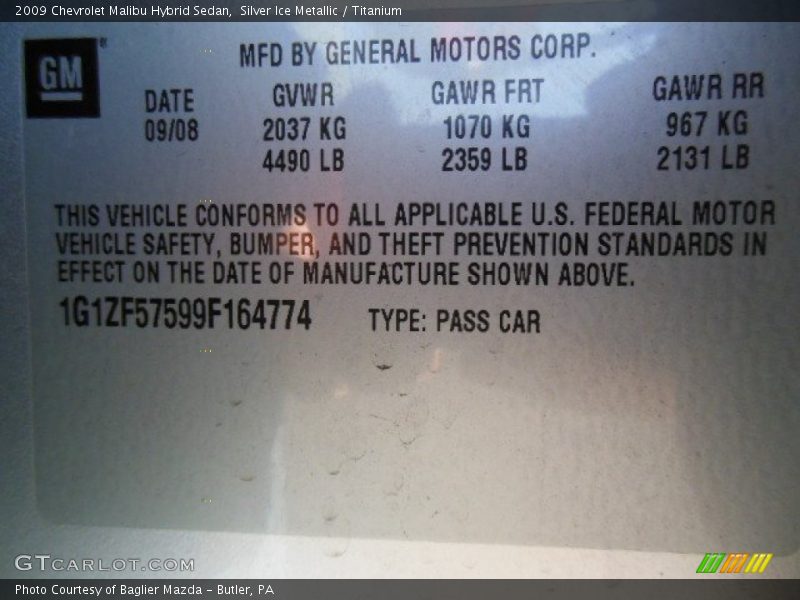 2009 Chevrolet Malibu Hybrid Sedan, Silver Ice Metallic / Titanium
GM
MFD BY GENERAL MOTORS CORP.
DATE GVWR GAWR FRT GAWR RR
09/08 2037 KG 1070 KG 967 KG
4490 LB 2359 LB 2131 LB
THIS VEHICLE CONFORMS TO ALL APPLICABLE U.S. FEDERAL MOTOR
VEHICLE SAFETY, BUMPER, AND THEFT PREVENTION STANDARDS IN
EFFECT ON THE DATE OF MANUFACTURE SHOWN ABOVE.
1G1ZF57599F164774 TYPE: PASS CAR
GTCARLOT.COM
Photo Courtesy of Baglier Mazda - Butler, PA